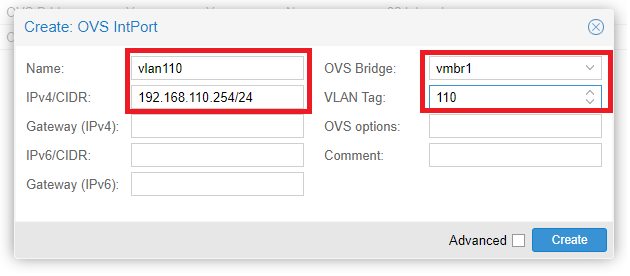 Create: OVS IntPort
Name: vlan110 OVS Bridge: vmbr1
IPv4/CIDR: 192.168.110.254/24 VLAN Tag: 110
Gateway (IPv4): OVS options:
IPv6/CIDR: Comment:
Gateway (IPv6):
Advanced Create